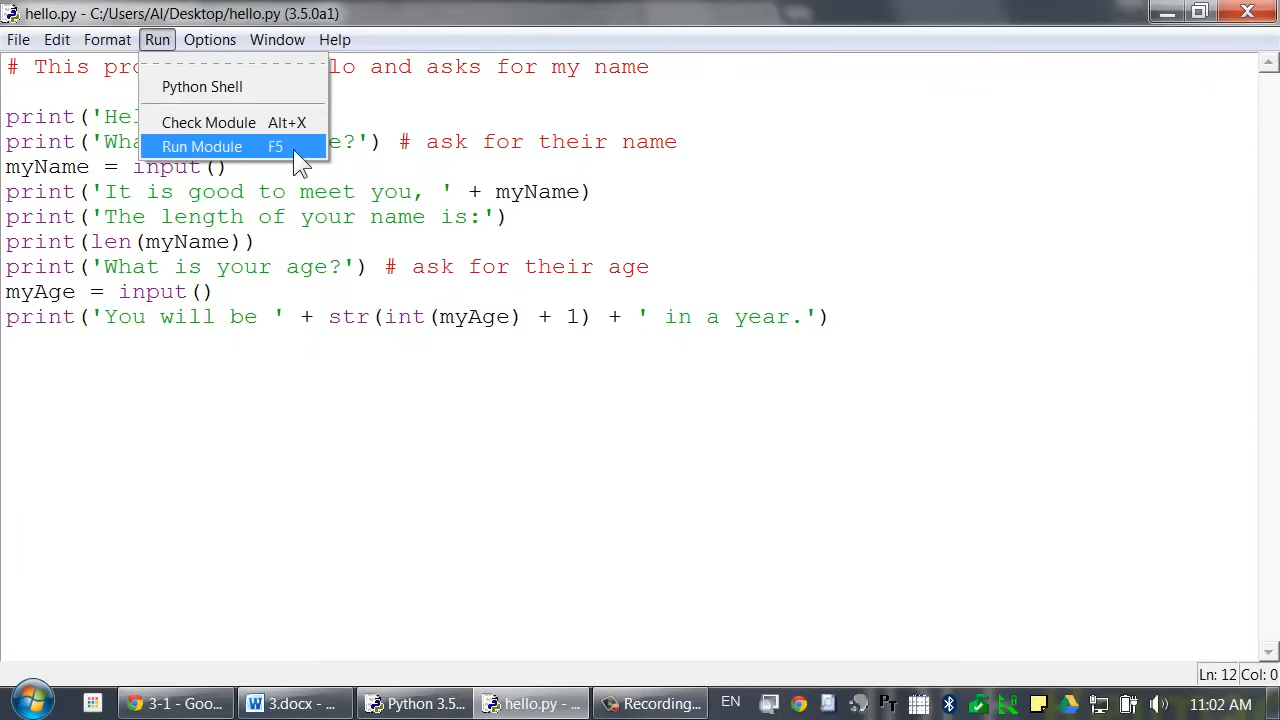 hello.py - C:/Users/Al/Desktop/hello.py (3.5.0a1)
File Edit Format Run Options Window Help
# This pro lo and asks for my name
Python Shell
print('Hel
Check Module Alt+X
print('Wha e?') # ask for their name
Run Module F5
myName = input()
print('It is good to meet you, ' + myName)
print('The length of your name is:')
print(len(myName))
print('What is your age?') # ask for their age
myAge = input()
print('You will be ' + str(int(myAge) + 1) + ' in a year.')
Ln: 12 Col: 0
3-1 - Goo... 3.docx - ... Python 3.5... hello.py - ... Recording... EN 11:02 AM